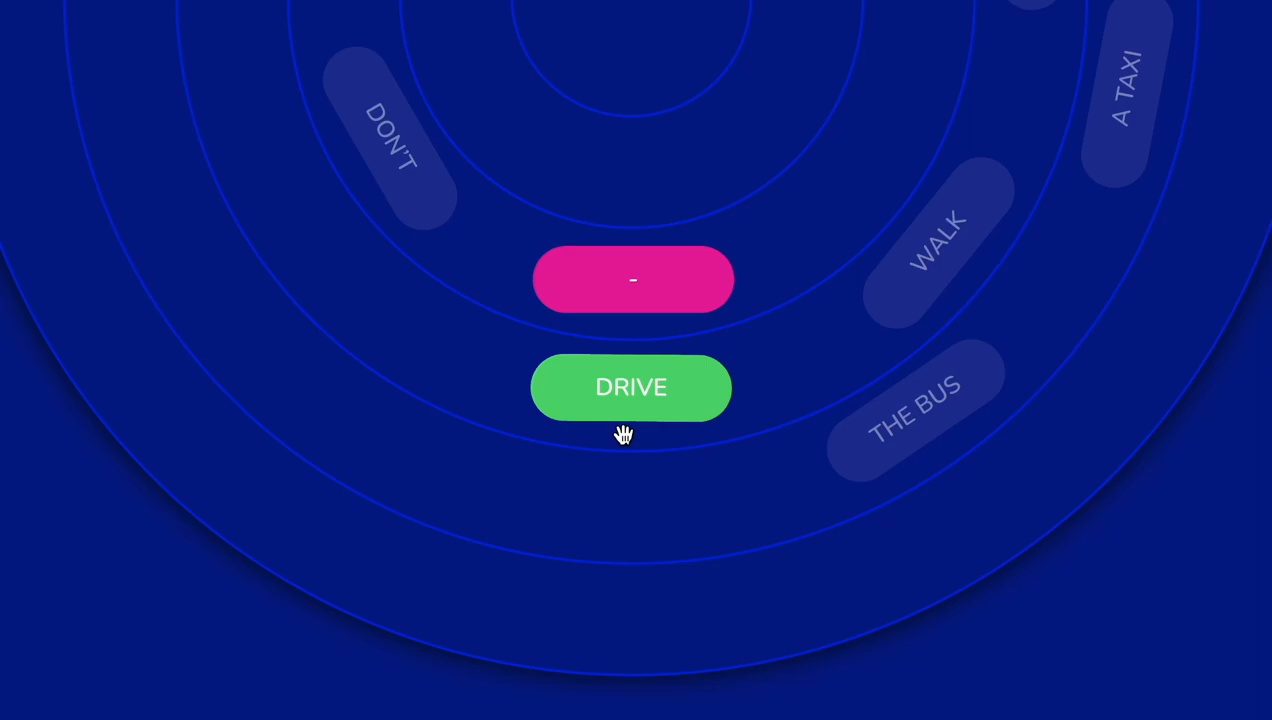 A TAXI
DON'T
WALK
-
DRIVE
THE BUS